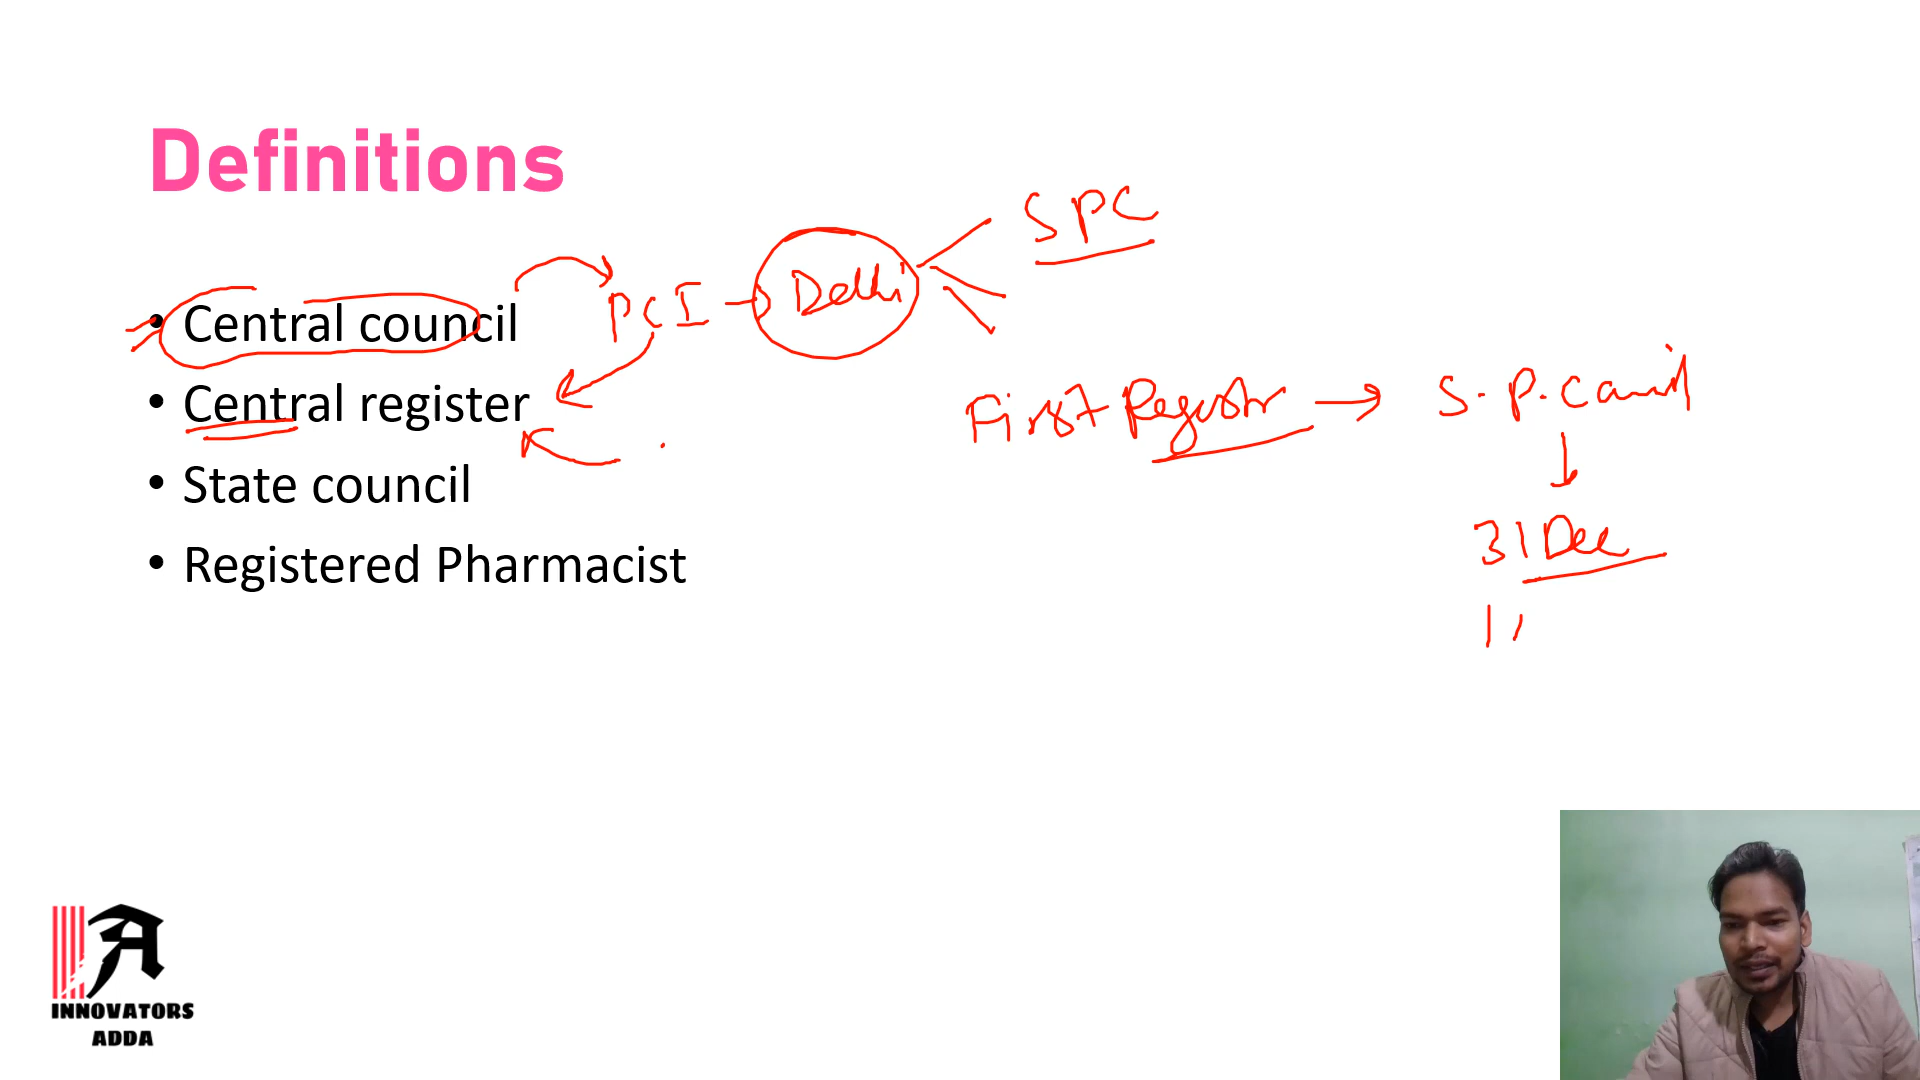 Definitions
SPC
• Central council PCI → Delhi
• Central register First Register → S.P. Council
• State council
31 Dec
• Registered Pharmacist
INNOVATORS
ADDA